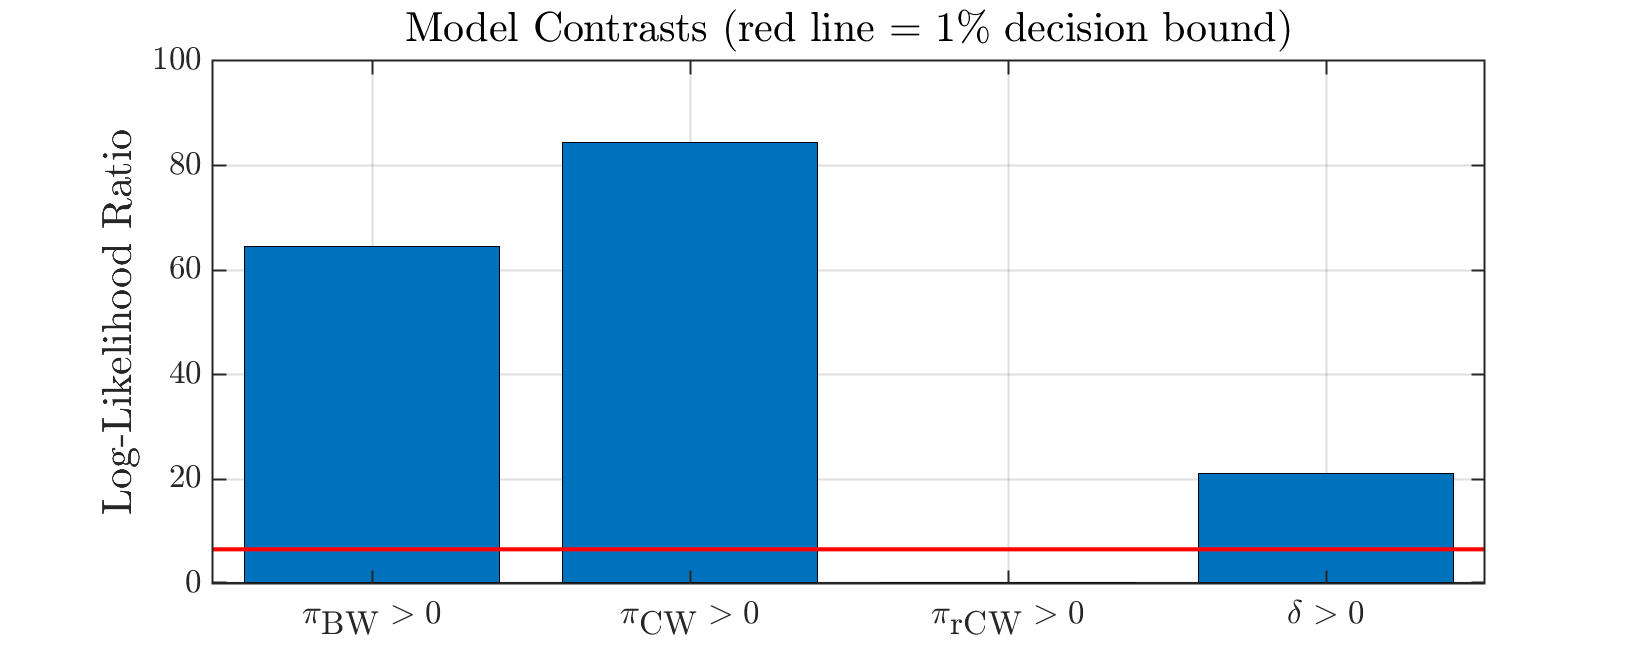 Model Contrasts (red line = 1% decision bound)
Log-Likelihood Ratio
100
80
60
40
20
0
π_BW > 0
π_CW > 0
π_rCW > 0
δ > 0